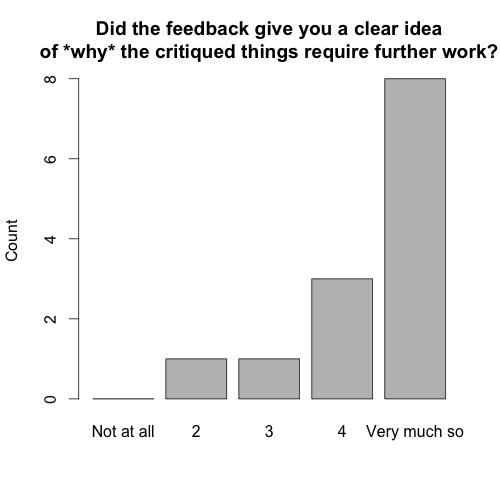 Did the feedback give you a clear idea
of *why* the critiqued things require further work?
8
6
4
2
0
Count
Not at all 2 3 4 Very much so